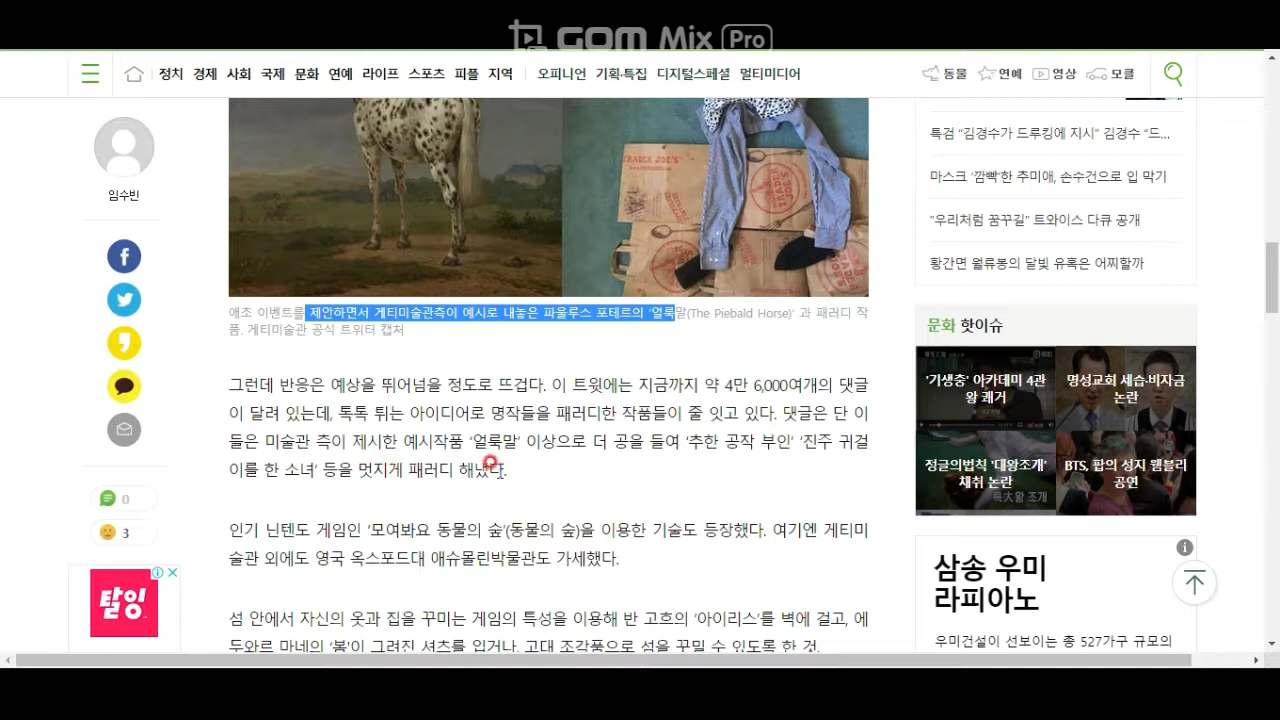 GOM Mix Pro
정치 경제 사회 국제 문화 연예 라이프 스포츠 피플 지역 오피니언 기획·특집 디지털스페셜 멀티미디어 동물 연예 영상 모클
임수빈
0
3
탈잉
TRADER JOE'S
애초 이벤트를 제안하면서 게티미술관측이 예시로 내놓은 파울루스 포테르의 '얼룩말(The Piebald Horse)' 과 패러디 작
품. 게티미술관 공식 트위터 캡처
그런데 반응은 예상을 뛰어넘을 정도로 뜨겁다. 이 트윗에는 지금까지 약 4만 6,000여개의 댓글
이 달려 있는데, 톡톡 튀는 아이디어로 명작들을 패러디한 작품들이 줄 잇고 있다. 댓글은 단 이
들은 미술관 측이 제시한 예시작품 '얼룩말' 이상으로 더 공을 들여 '추한 공작 부인' '진주 귀걸
이를 한 소녀' 등을 멋지게 패러디 해냈다.
인기 닌텐도 게임인 '모여봐요 동물의 숲'(동물의 숲)을 이용한 기술도 등장했다. 여기엔 게티미
술관 외에도 영국 옥스포드대 애슈몰린박물관도 가세했다.
섬 안에서 자신의 옷과 집을 꾸미는 게임의 특성을 이용해 반 고흐의 '아이리스'를 벽에 걸고, 에
두와르 마네의 '봄'이 그려진 셔츠를 입거나, 고대 조각품으로 섬을 꾸밀 수 있도록 한 것.
특검 "김경수가 드루킹에 지시" 김경수 "드...
마스크 '깜빡'한 추미애, 손수건으로 입 막기
"우리처럼 꿈꾸길" 트와이스 다큐 공개
황간면 월류봉의 달빛 유혹은 어찌할까
문화 핫이슈
'기생충' 아카데미 4관
왕 쾌거
명성교회 세습·비자금
논란
정글의법칙 '대왕조개'
채취 논란
BTS, 팝의 성지 웸블리
공연
삼송 우미
라피아노
우미건설이 선보이는 총 527가구 규모의